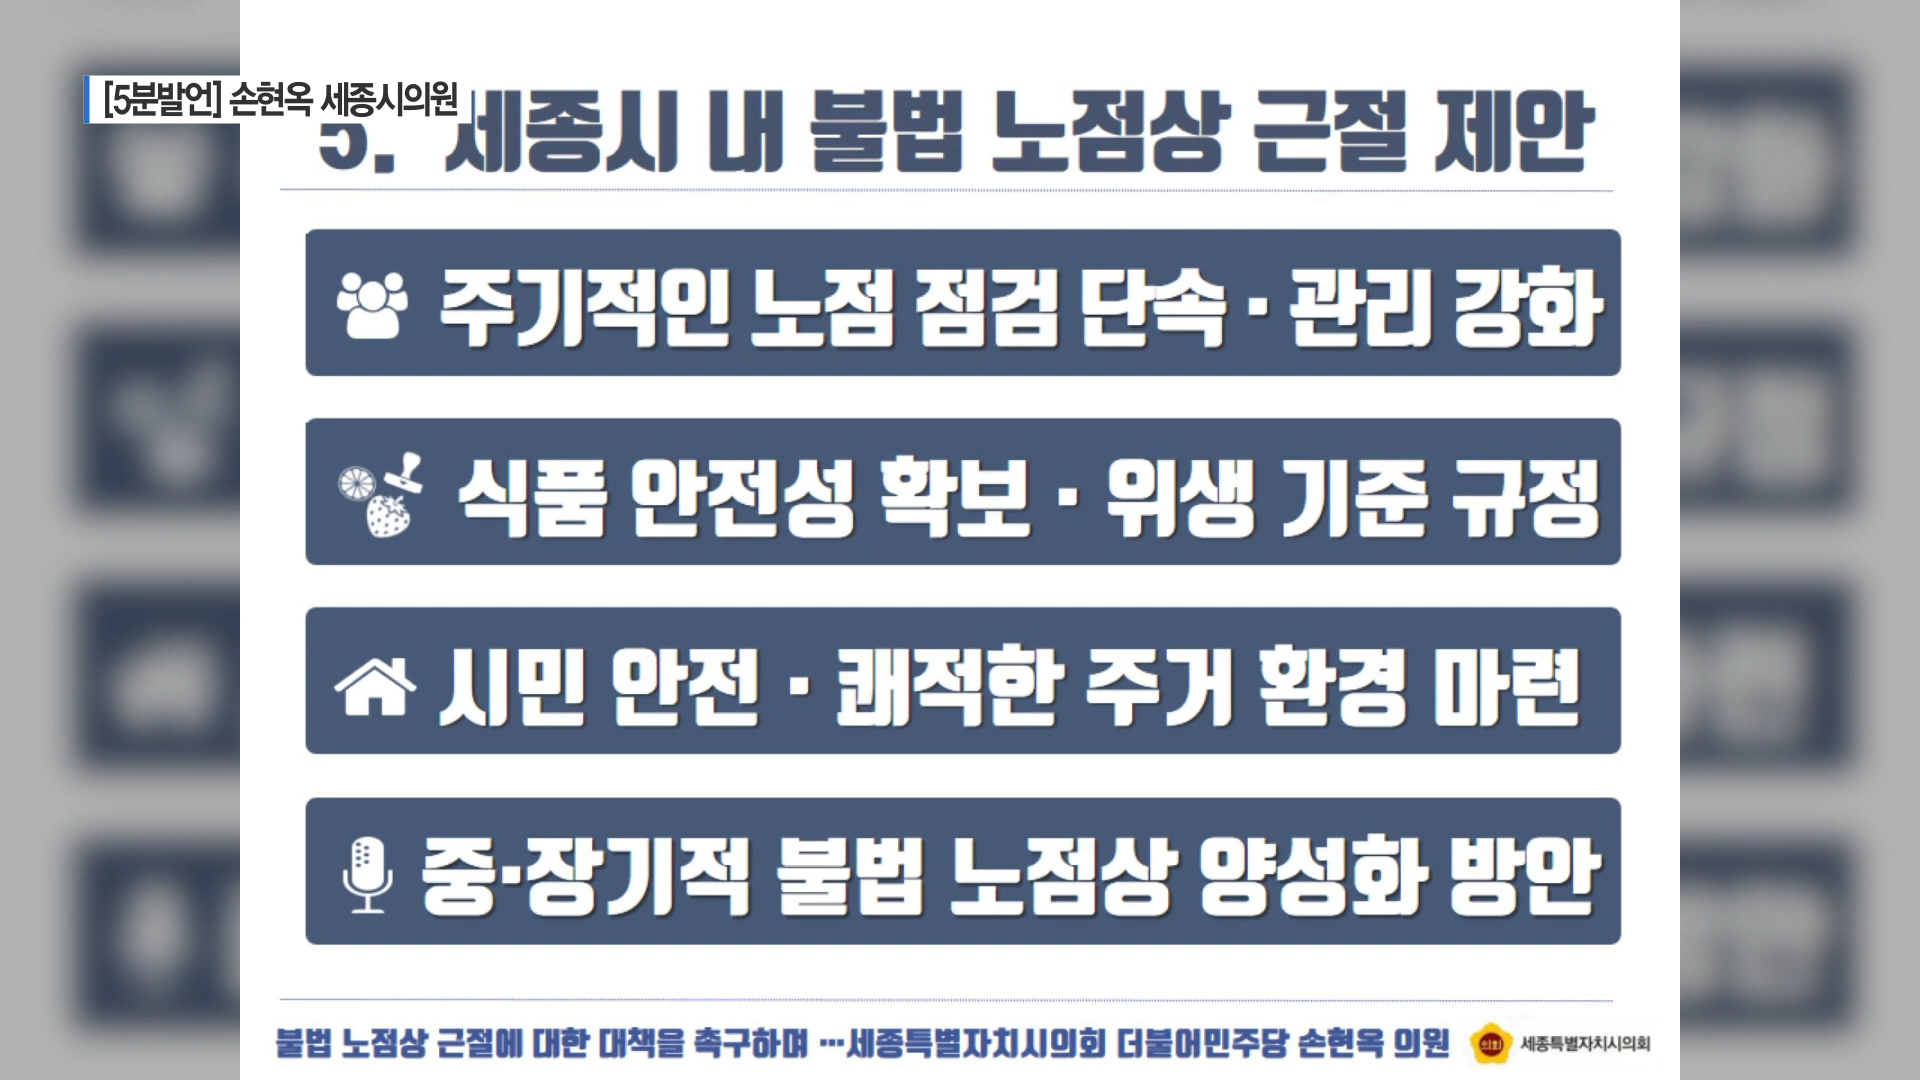 [5분발언] 손현옥 세종시의원
5. 세종시 내 불법 노점상 근절 제안
주기적인 노점 점검 단속·관리 강화
식품 안전성 확보·위생 기준 규정
시민 안전·쾌적한 주거 환경 마련
중·장기적 불법 노점상 양성화 방안
불법 노점상 근절에 대한 대책을 촉구하며 …세종특별자치시의회 더불어민주당 손현옥 의원
의회 세종특별자치시의회